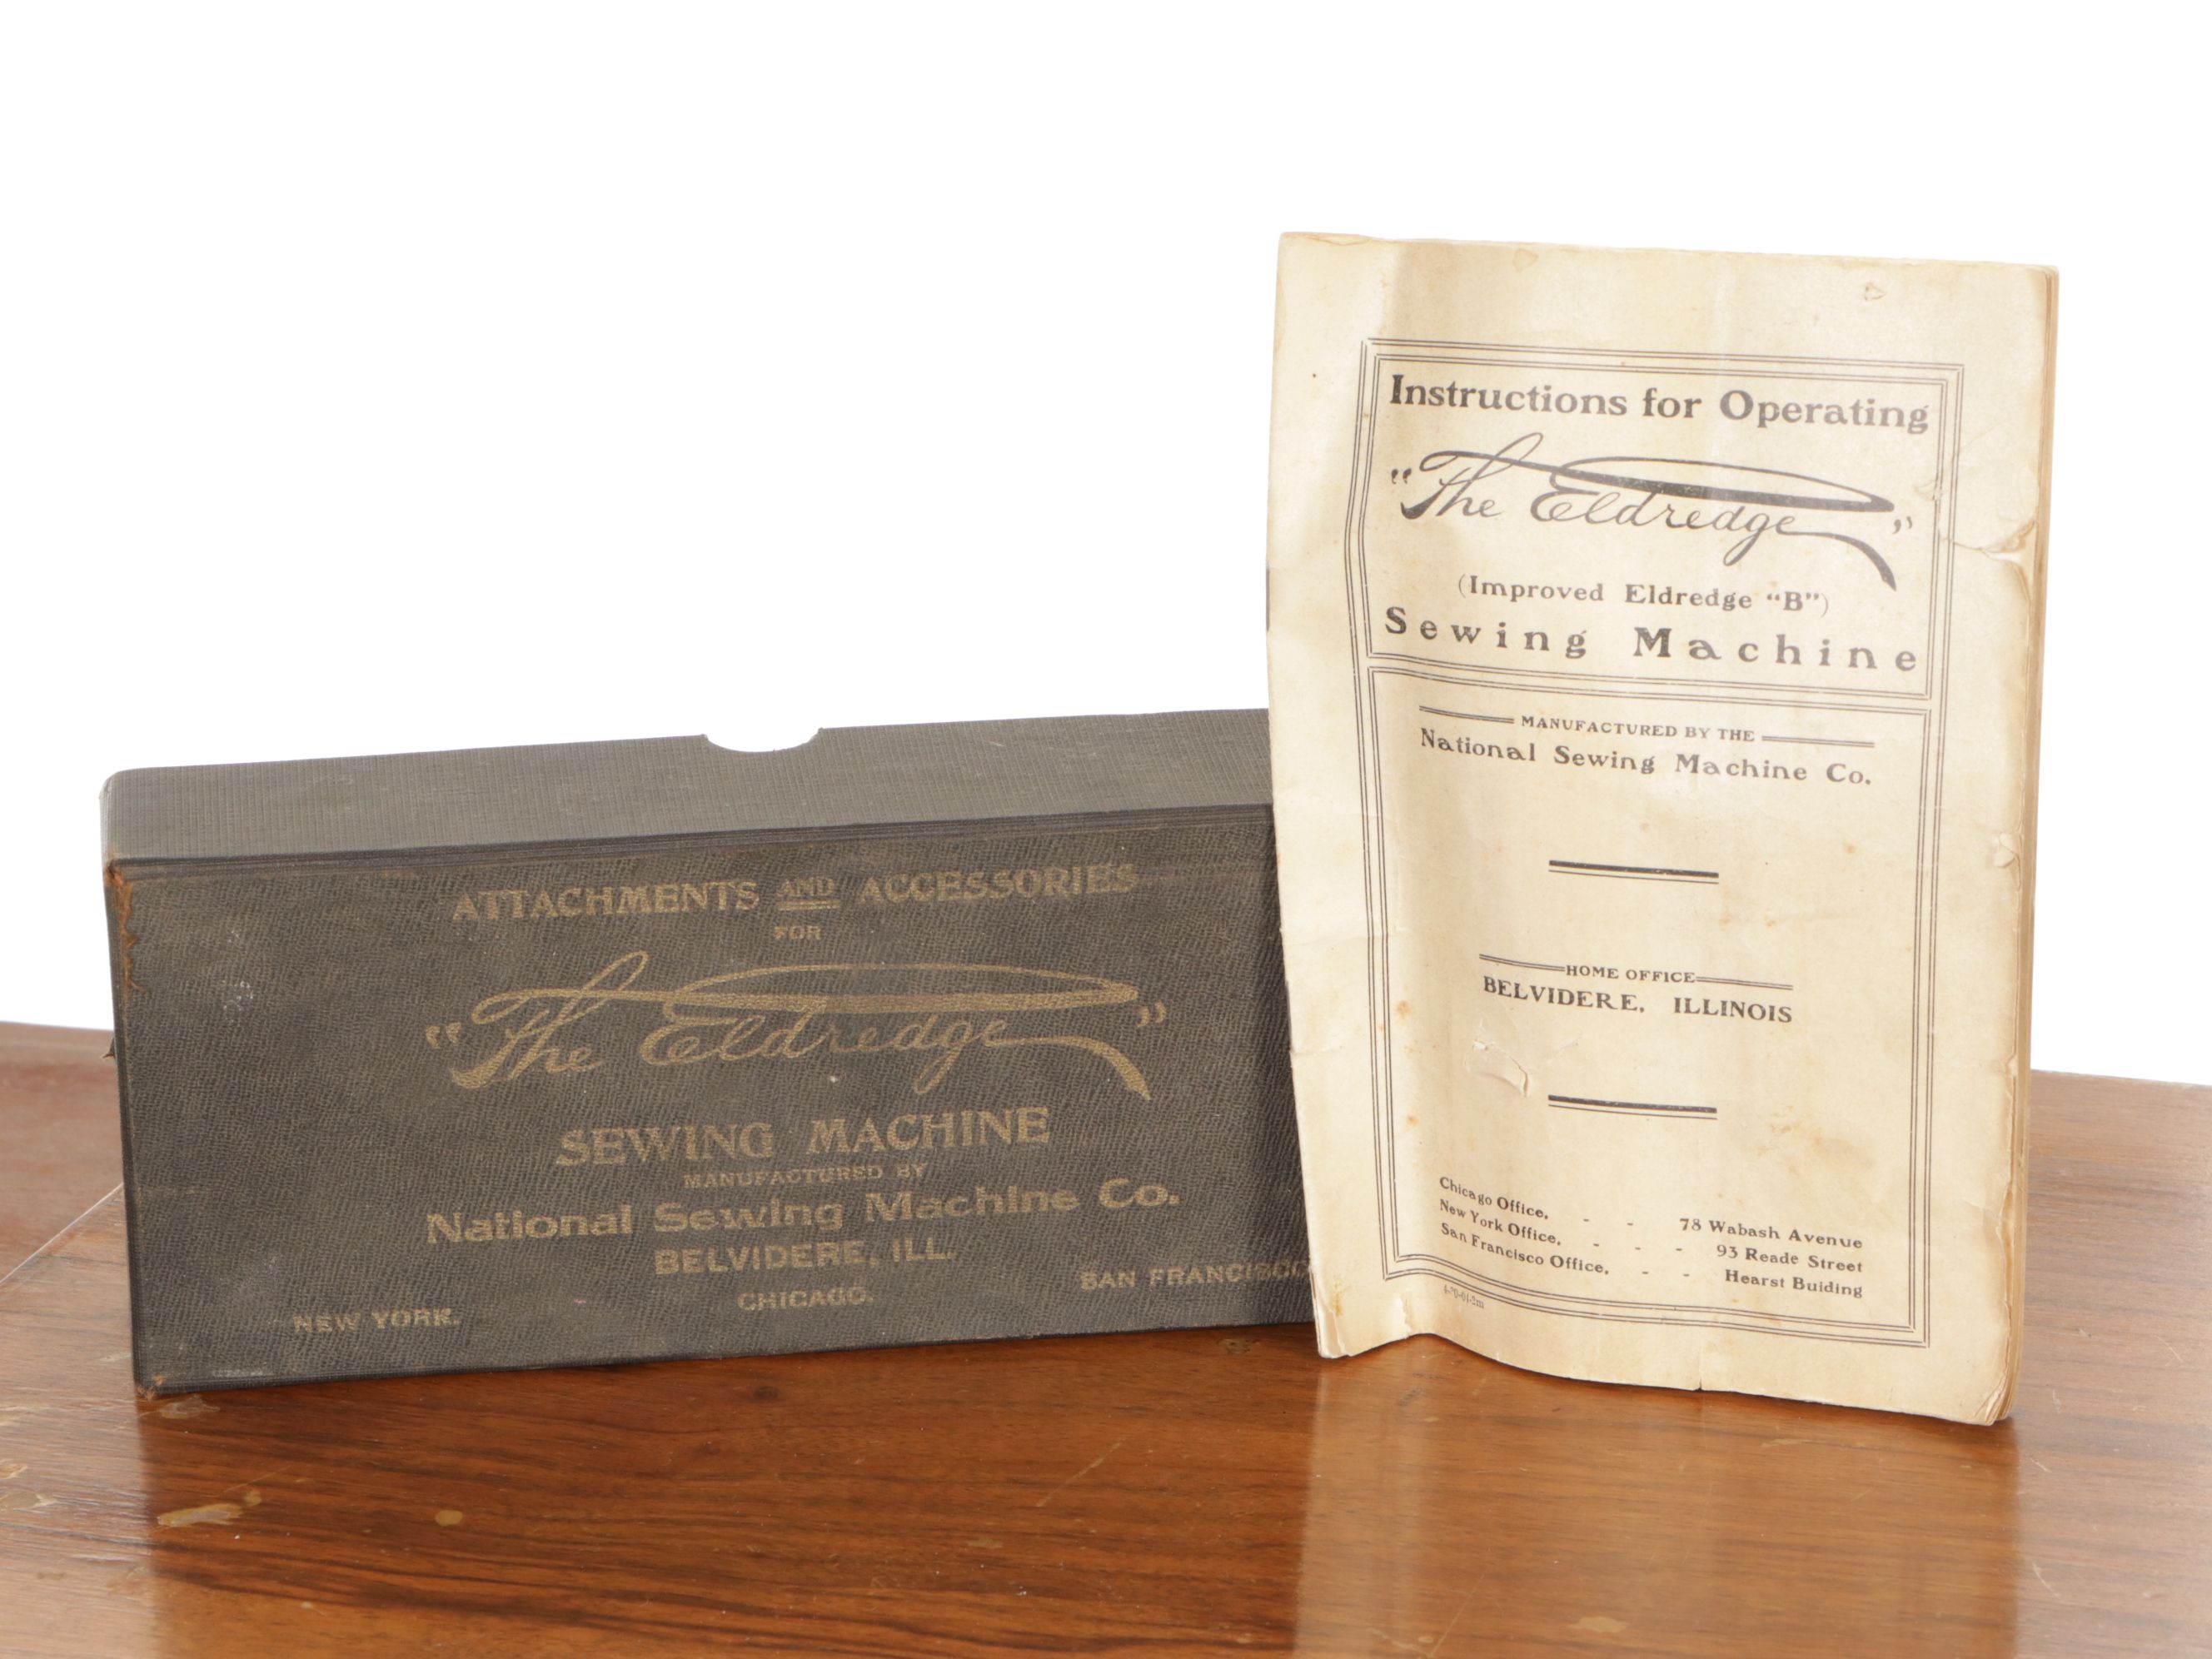 ATTACHMENTS AND ACCESSORIES
FOR
"The Eldredge"
SEWING MACHINE
MANUFACTURED BY
National Sewing Machine Co.
BELVIDERE, ILL.
NEW YORK.
CHICAGO.
SAN FRANCISCO
Instructions for Operating
"The Eldredge"
(Improved Eldredge "B")
Sewing Machine
MANUFACTURED BY THE
National Sewing Machine Co.
HOME OFFICE
BELVIDERE, ILLINOIS
Chicago Office, - - 78 Wabash Avenue
New York Office, - - - 93 Reade Street
San Francisco Office, - - Hearst Buiding